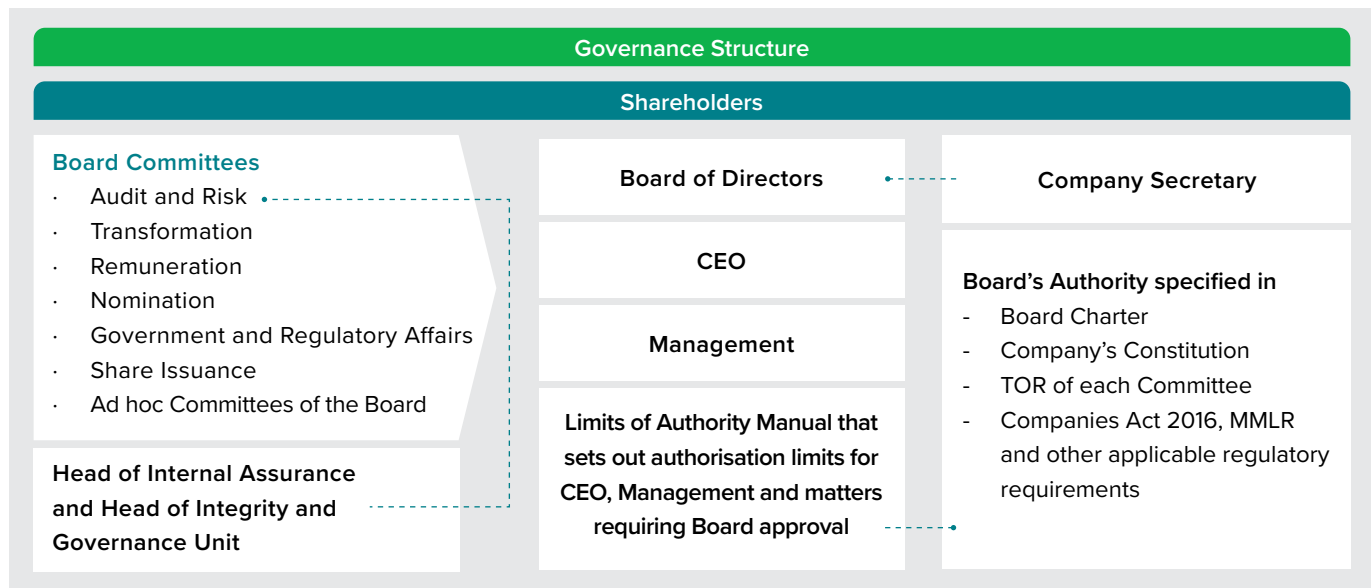 Governance Structure
Shareholders
Board Committees
· Audit and Risk
· Transformation
· Remuneration
· Nomination
· Government and Regulatory Affairs
· Share Issuance
· Ad hoc Committees of the Board
Head of Internal Assurance
and Head of Integrity and
Governance Unit
Board of Directors
CEO
Management
Limits of Authority Manual that
sets out authorisation limits for
CEO, Management and matters
requiring Board approval
Company Secretary
Board’s Authority specified in
- Board Charter
- Company’s Constitution
- TOR of each Committee
- Companies Act 2016, MMLR
and other applicable regulatory
requirements